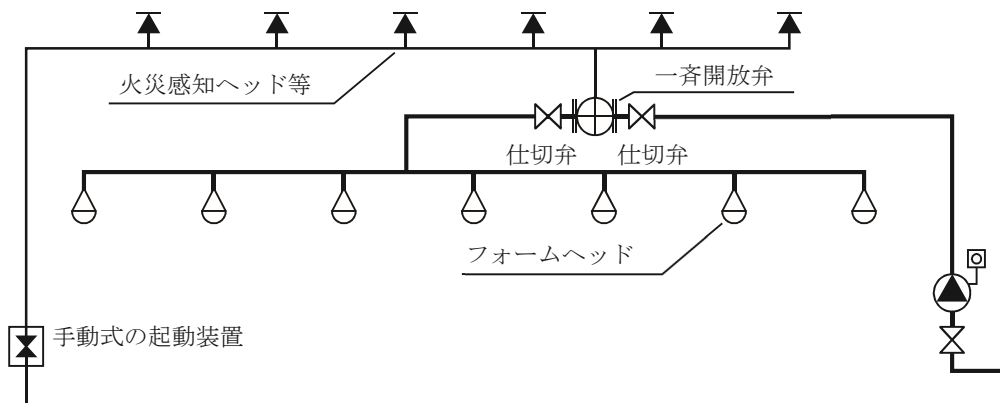 火災感知ヘッド等
一斉開放弁
仕切弁
仕切弁
フォームヘッド
手動式の起動装置